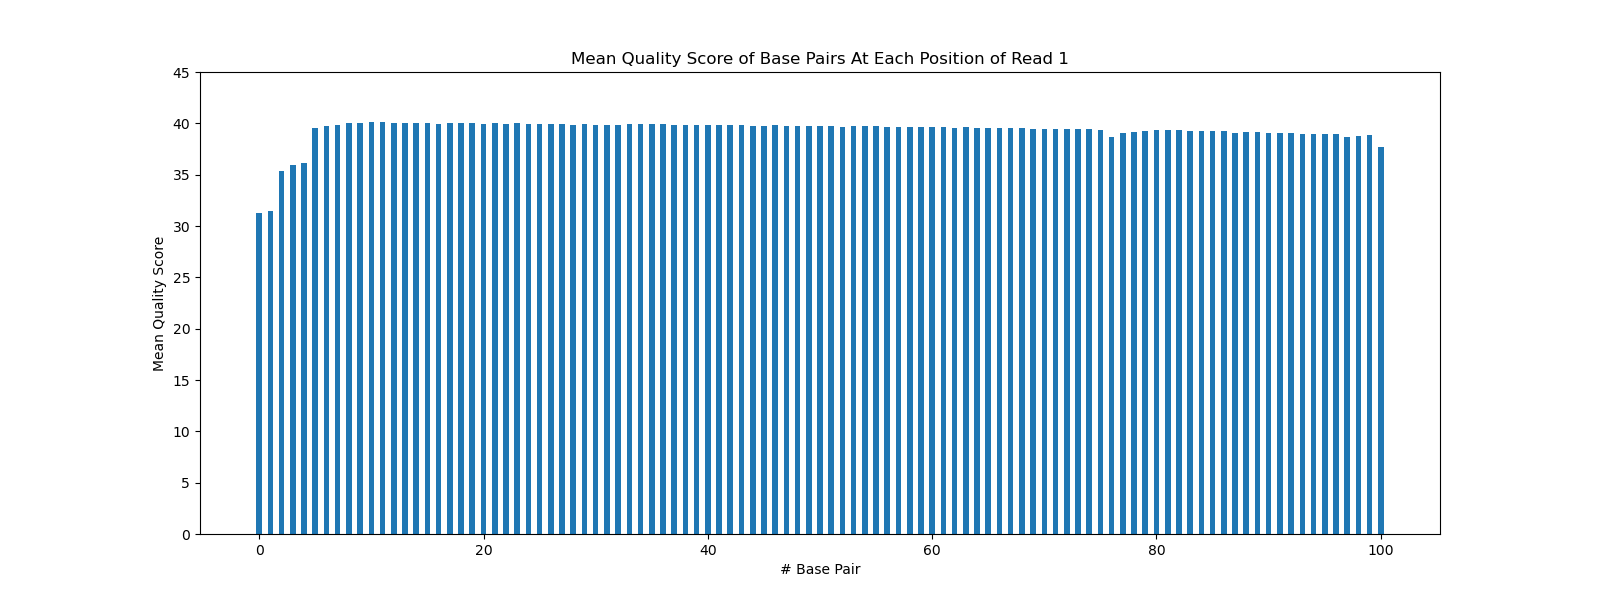 Mean Quality Score of Base Pairs At Each Position of Read 1
45
40
35
30
25
20
15
10
5
0
Mean Quality Score
0 20 40 60 80 100
# Base Pair